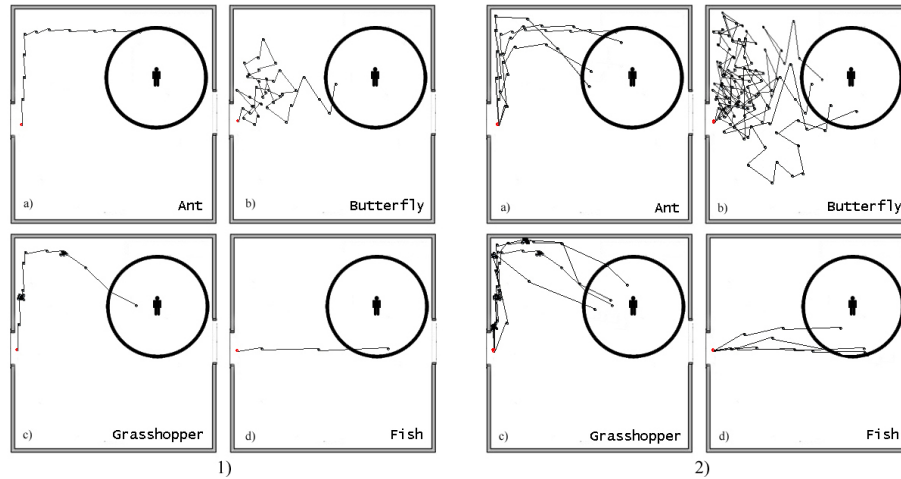 a) Ant
b) Butterfly
a) Ant
b) Butterfly
c) Grasshopper
d) Fish
c) Grasshopper
d) Fish
1)
2)